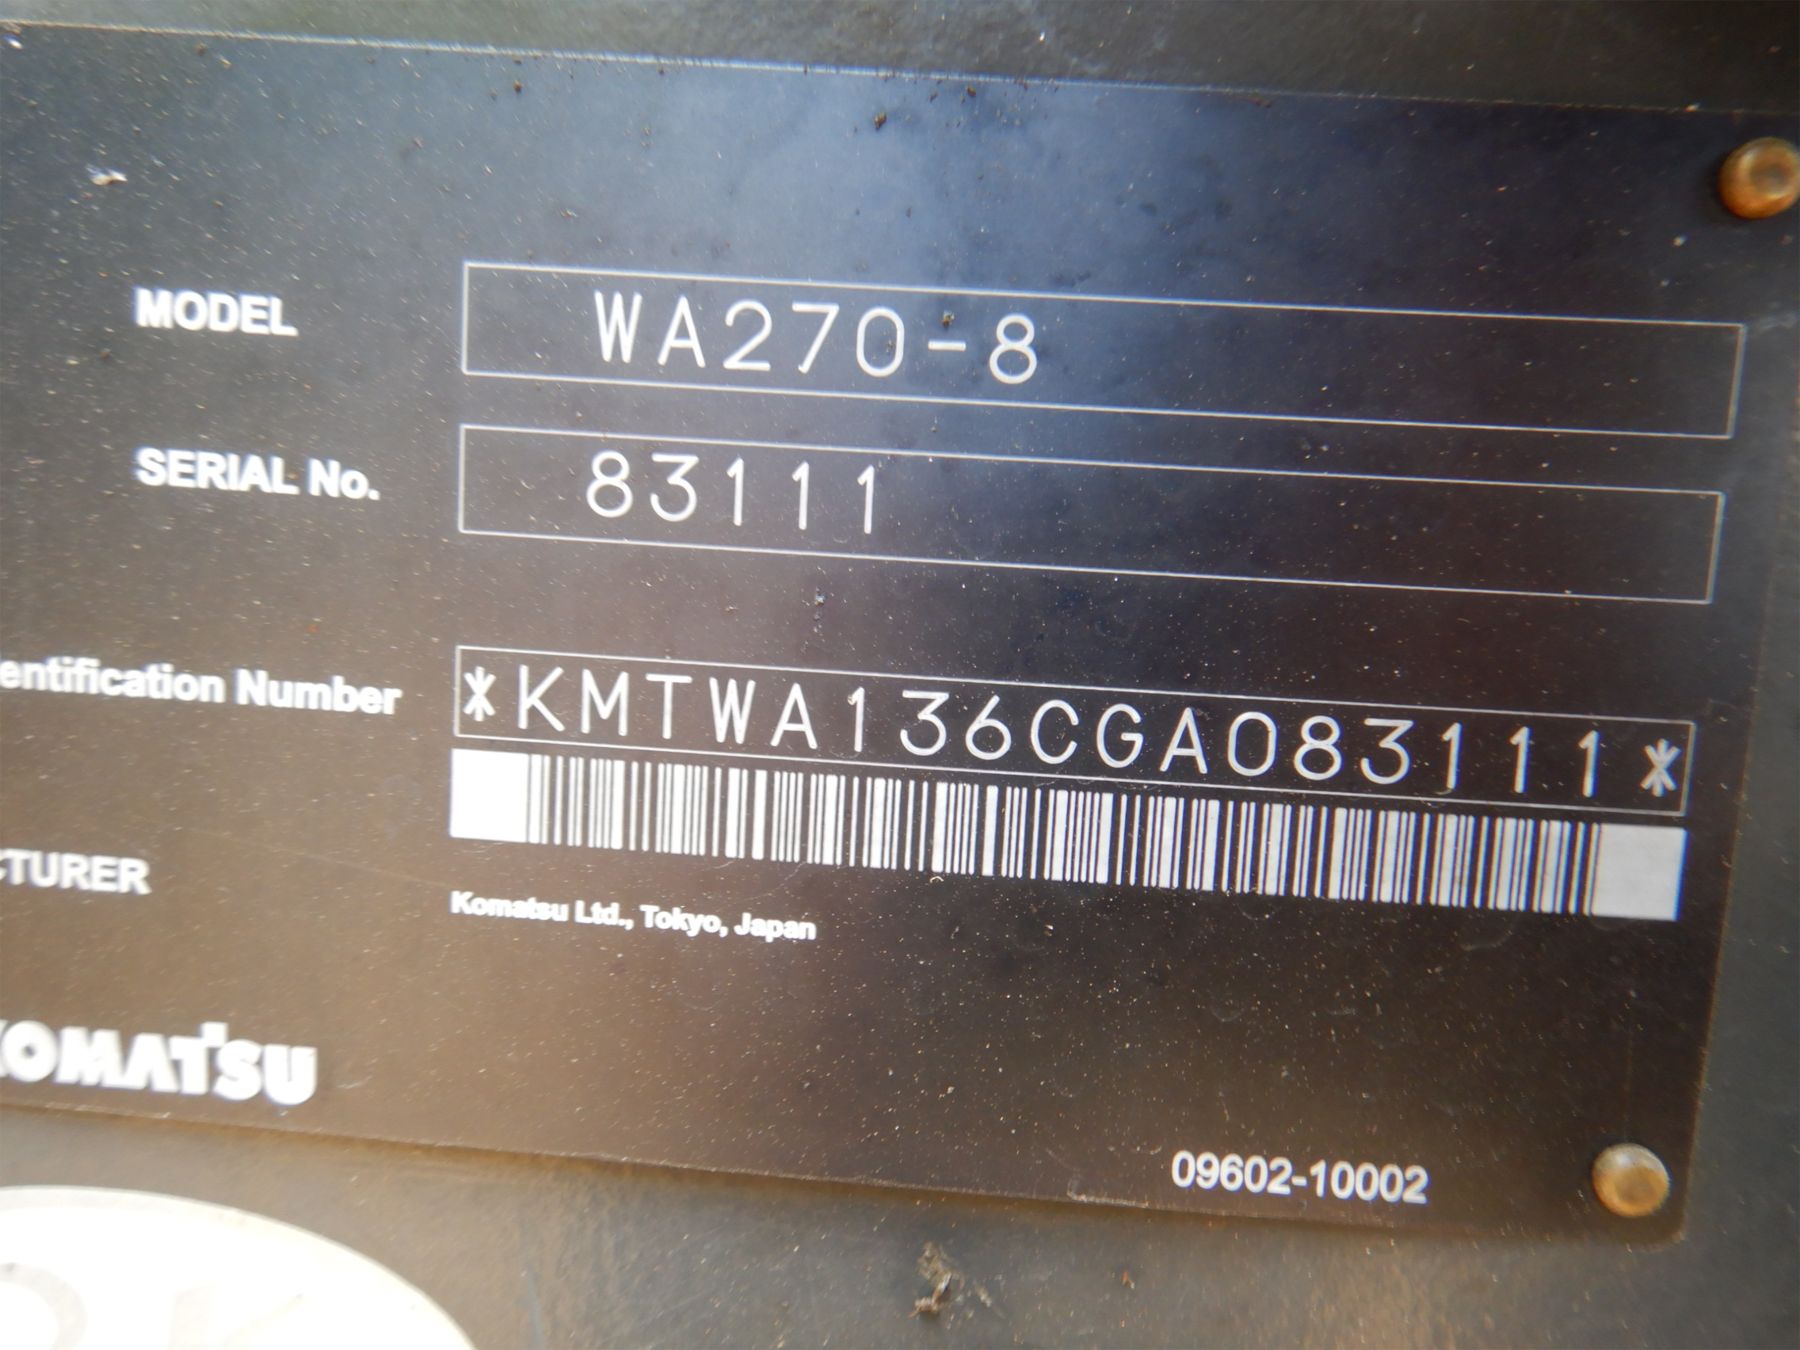 MODEL WA270-8
SERIAL No. 83111
entification Number *KMTWA136CGA083111*
CTURER
Komatsu Ltd., Tokyo, Japan
KOMATSU
09602-10002